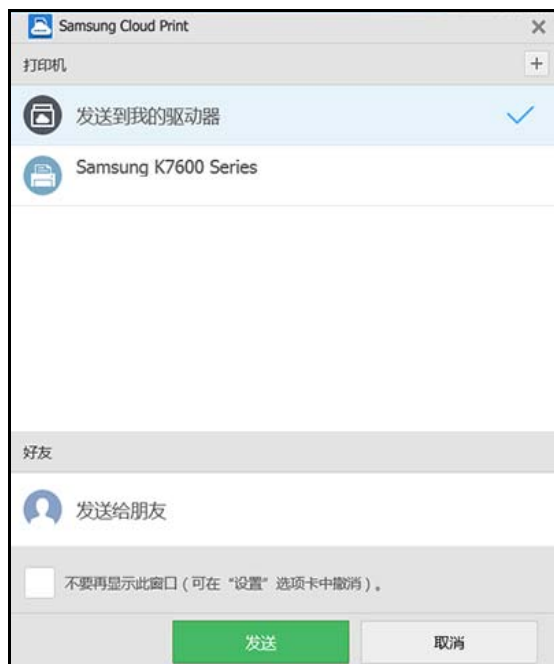 Samsung Cloud Print
打印机
发送到我的驱动器
Samsung K7600 Series
好友
发送给朋友
不要再显示此窗口(可在“设置”选项卡中撤消)。
发送
取消